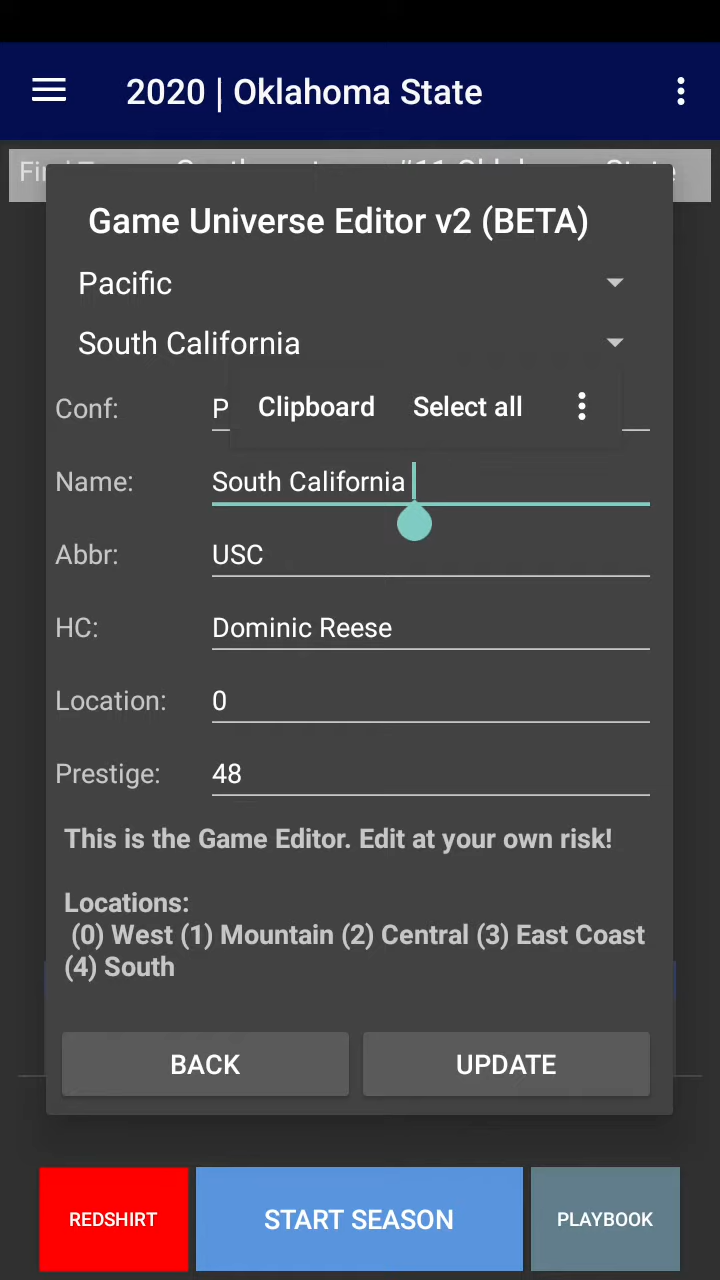 2020 | Oklahoma State
Game Universe Editor v2 (BETA)
Pacific
South California
Clipboard Select all
Conf: P
Name: South California
Abbr: USC
HC: Dominic Reese
Location: 0
Prestige: 48
This is the Game Editor. Edit at your own risk!
Locations:
(0) West (1) Mountain (2) Central (3) East Coast
(4) South
BACK UPDATE
REDSHIRT START SEASON PLAYBOOK